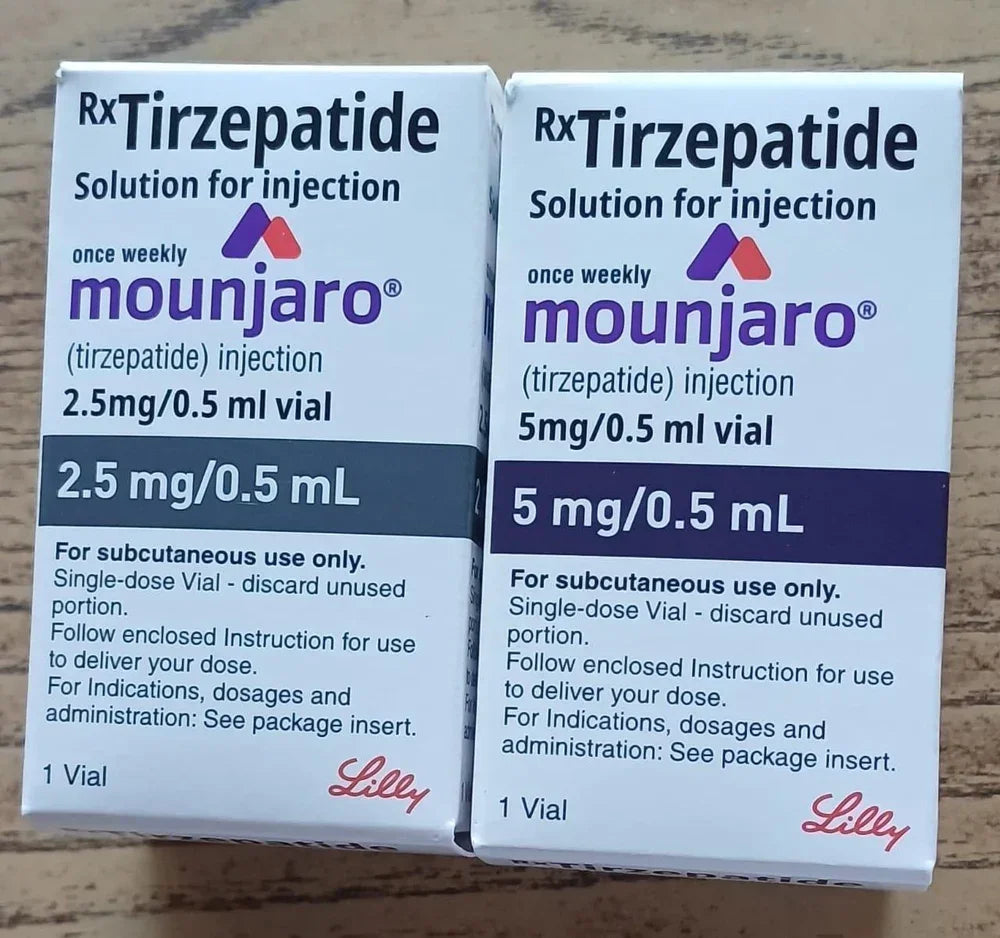 RxTirzepatide
Solution for injection
once weekly
mounjaro®
(tirzepatide) injection
2.5mg/0.5 ml vial
2.5 mg/0.5 mL
For subcutaneous use only.
Single-dose Vial - discard unused
portion.
Follow enclosed Instruction for use
to deliver your dose.
For Indications, dosages and
administration: See package insert.
1 Vial
Lilly
RxTirzepatide
Solution for injection
once weekly
mounjaro®
(tirzepatide) injection
5mg/0.5 ml vial
5 mg/0.5 mL
For subcutaneous use only.
Single-dose Vial - discard unused
portion.
Follow enclosed Instruction for use
to deliver your dose.
For Indications, dosages and
administration: See package insert.
1 Vial
Lilly
RxTirzepatide